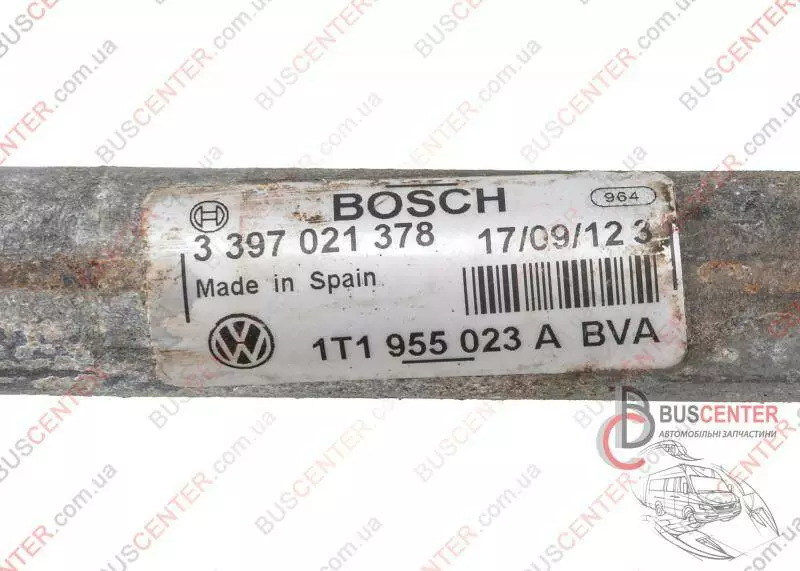 BOSCH
964
3 397 021 378
17/09/12 3
Made in Spain
1T1 955 023 A BVA
BUSCENTER
АВТОМОБІЛЬНІ ЗАПЧАСТИНИ
BUSCENTER.com.ua